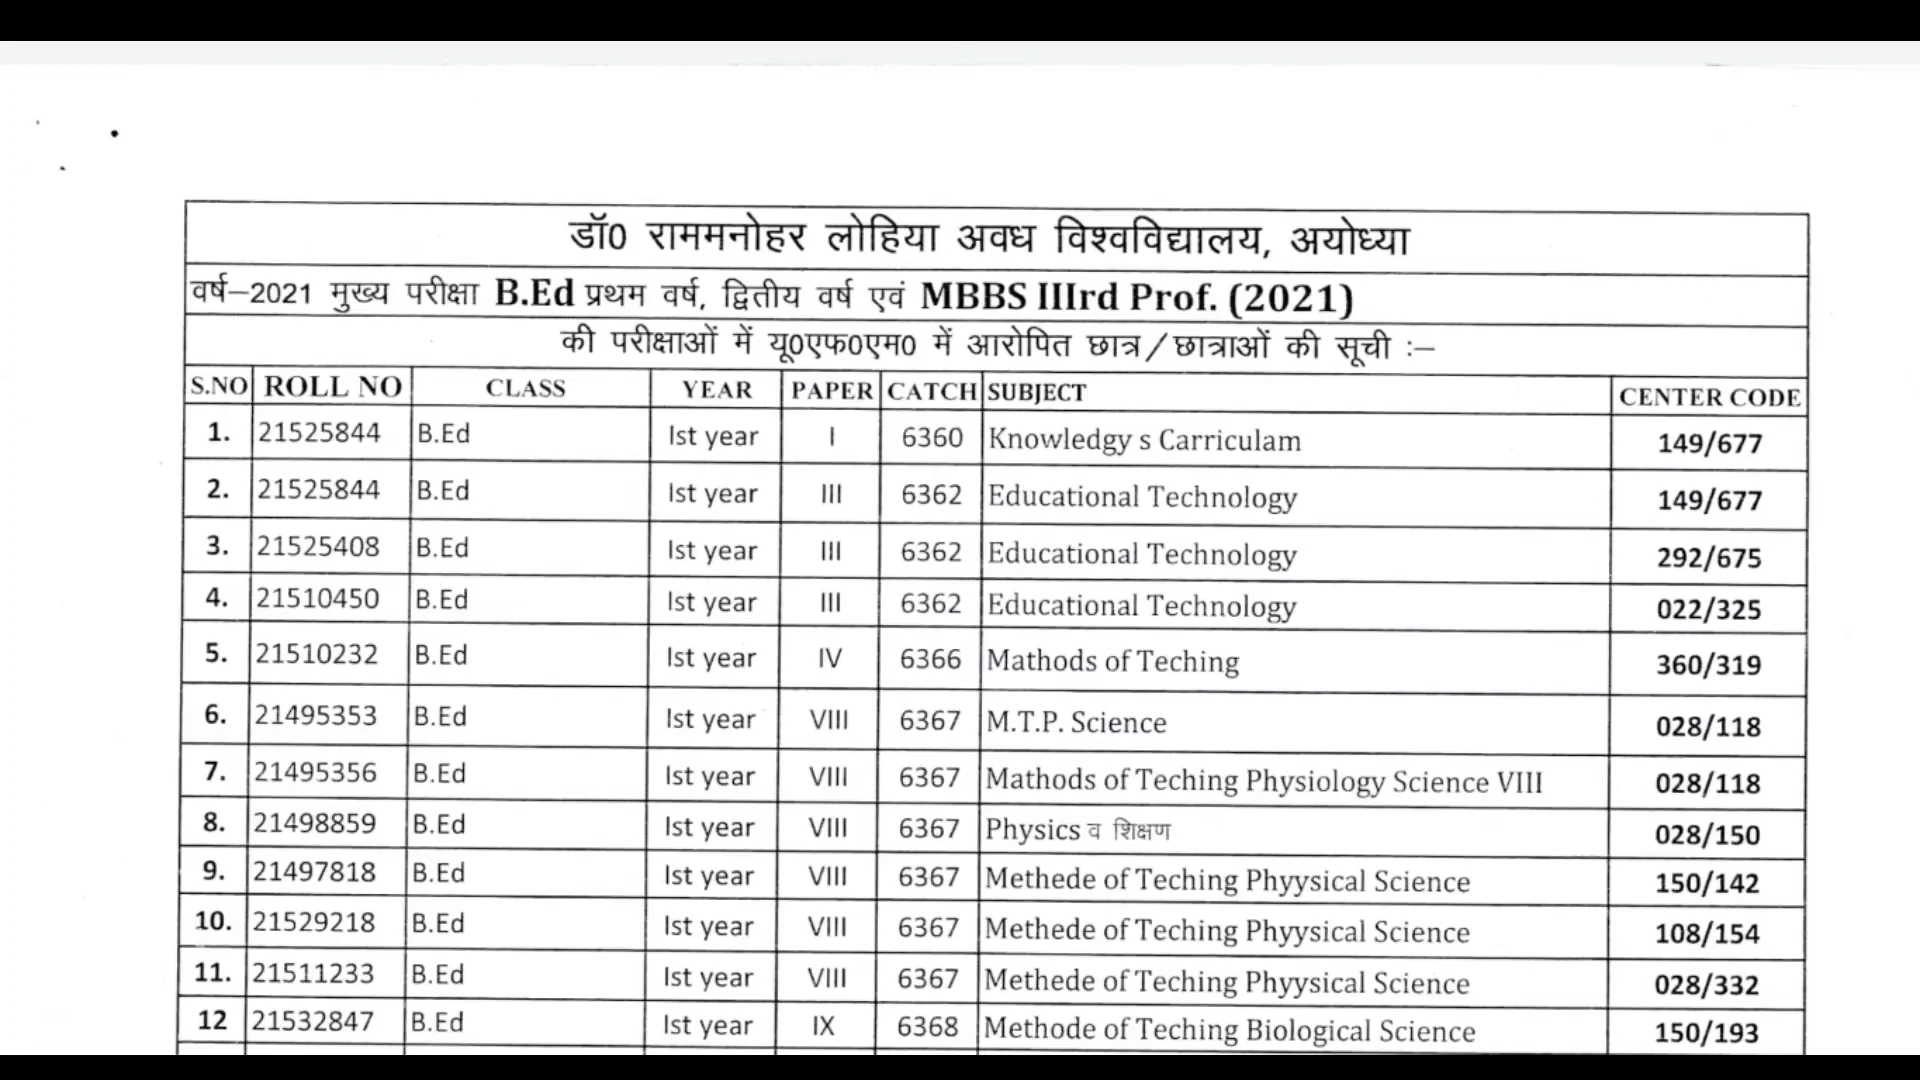 डॉ0 राममनोहर लोहिया अवध विश्वविद्यालय, अयोध्या
वर्ष–2021 मुख्य परीक्षा B.Ed प्रथम वर्ष, द्वितीय वर्ष एवं MBBS IIIrd Prof. (2021)
की परीक्षाओं में यू0एफ0एम0 में आरोपित छात्र/छात्राओं की सूची :–
S.NO ROLL NO CLASS YEAR PAPER CATCH SUBJECT CENTER CODE
1. 21525844 B.Ed Ist year I 6360 Knowledgy s Carriculam 149/677
2. 21525844 B.Ed Ist year III 6362 Educational Technology 149/677
3. 21525408 B.Ed Ist year III 6362 Educational Technology 292/675
4. 21510450 B.Ed Ist year III 6362 Educational Technology 022/325
5. 21510232 B.Ed Ist year IV 6366 Mathods of Teching 360/319
6. 21495353 B.Ed Ist year VIII 6367 M.T.P. Science 028/118
7. 21495356 B.Ed Ist year VIII 6367 Mathods of Teching Physiology Science VIII 028/118
8. 21498859 B.Ed Ist year VIII 6367 Physics व शिक्षण 028/150
9. 21497818 B.Ed Ist year VIII 6367 Methede of Teching Phyysical Science 150/142
10. 21529218 B.Ed Ist year VIII 6367 Methede of Teching Phyysical Science 108/154
11. 21511233 B.Ed Ist year VIII 6367 Methede of Teching Phyysical Science 028/332
12 21532847 B.Ed Ist year IX 6368 Methode of Teching Biological Science 150/193